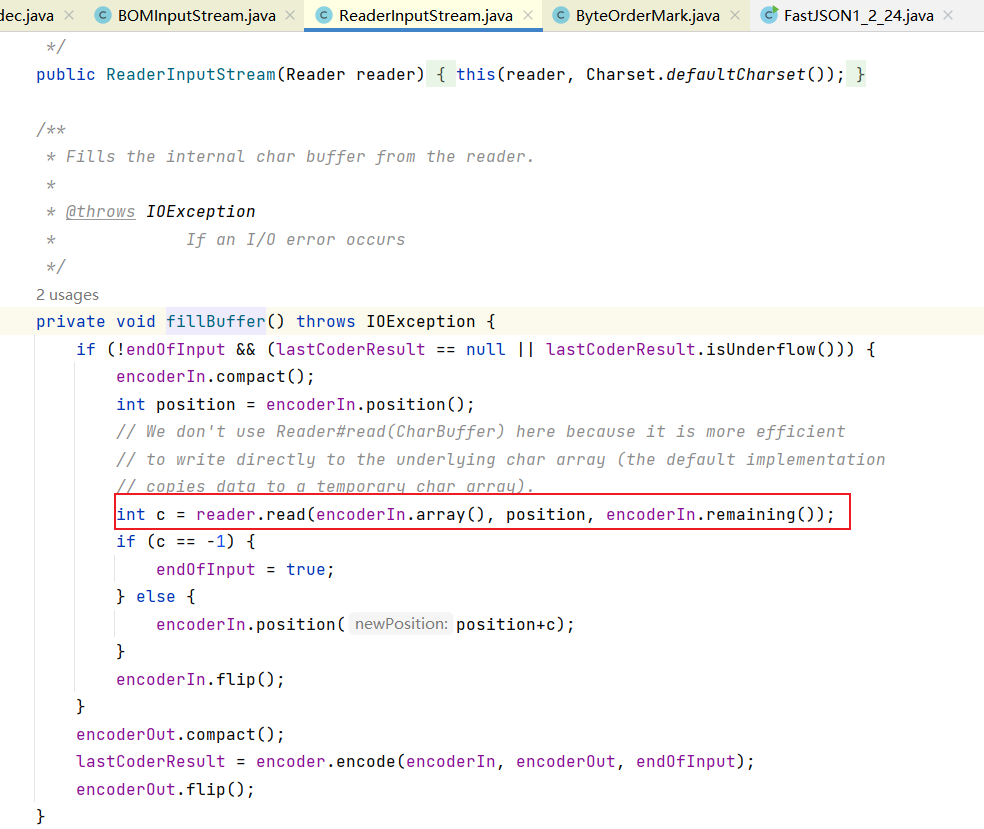 dec.java BOMInputStream.java ReaderInputStream.java ByteOrderMark.java FastJSON1_2_24.java
*/
public ReaderInputStream(Reader reader) { this(reader, Charset.defaultCharset()); }
/**
* Fills the internal char buffer from the reader.
*
* @throws IOException
* If an I/O error occurs
*/
2 usages
private void fillBuffer() throws IOException {
if (!endOfInput && (lastCoderResult == null || lastCoderResult.isUnderflow())) {
encoderIn.compact();
int position = encoderIn.position();
// We don't use Reader#read(CharBuffer) here because it is more efficient
// to write directly to the underlying char array (the default implementation
// copies data to a temporary char array).
int c = reader.read(encoderIn.array(), position, encoderIn.remaining());
if (c == -1) {
endOfInput = true;
} else {
encoderIn.position( newPosition: position+c);
}
encoderIn.flip();
}
encoderOut.compact();
lastCoderResult = encoder.encode(encoderIn, encoderOut, endOfInput);
encoderOut.flip();
}